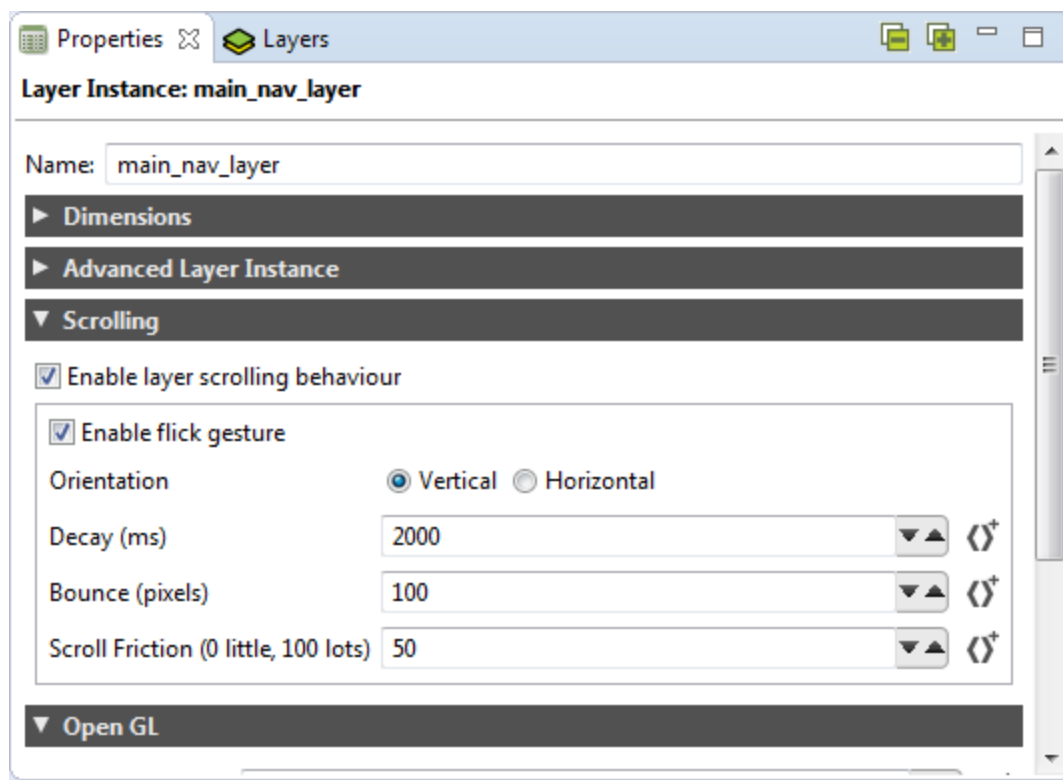 Properties Layers
Layer Instance: main_nav_layer
Name: main_nav_layer
Dimensions
Advanced Layer Instance
Scrolling
Enable layer scrolling behaviour
Enable flick gesture
Orientation Vertical Horizontal
Decay (ms) 2000
Bounce (pixels) 100
Scroll Friction (0 little, 100 lots) 50
Open GL